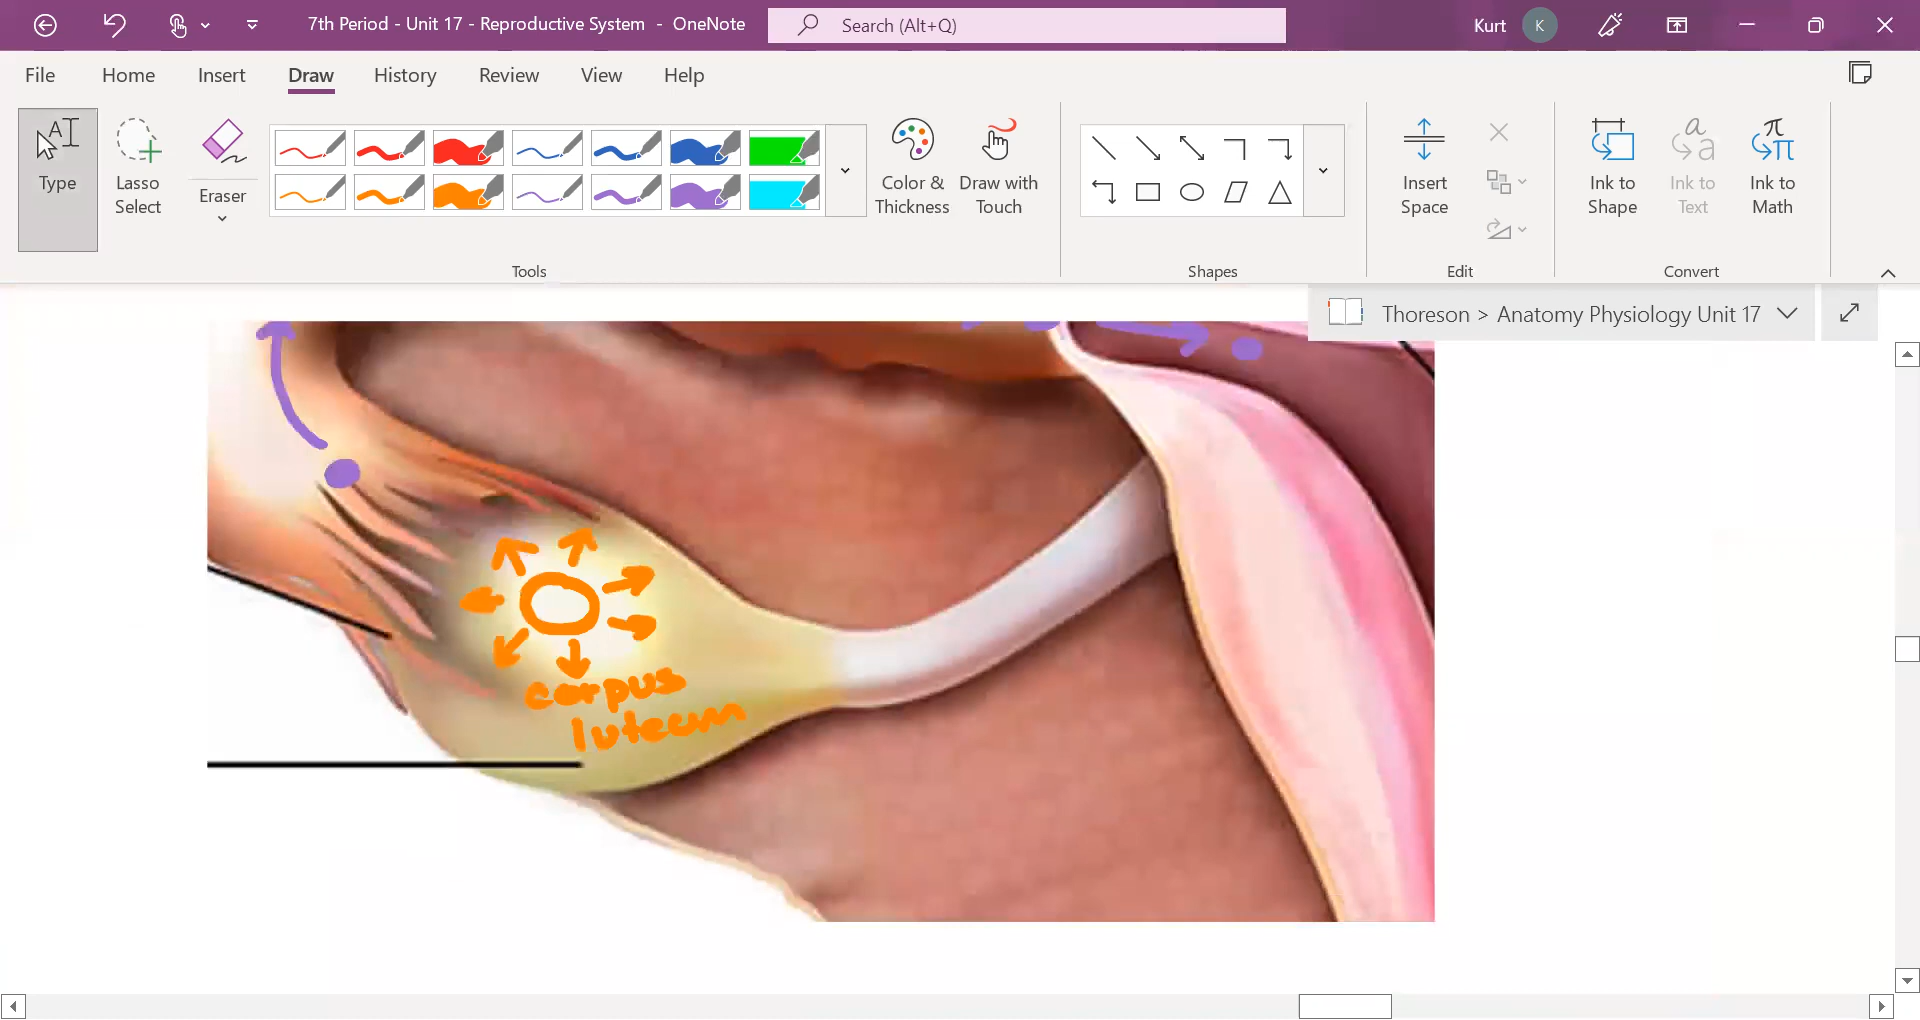 7th Period - Unit 17 - Reproductive System - OneNote
Search (Alt+Q)
Kurt
K
File Home Insert Draw History Review View Help
Type
Lasso
Select
Eraser
Color &
Thickness
Draw with
Touch
Insert
Space
Ink to
Shape
Ink to
Text
Ink to
Math
Tools
Shapes
Edit
Convert
Thoreson > Anatomy Physiology Unit 17
corpus
luteum